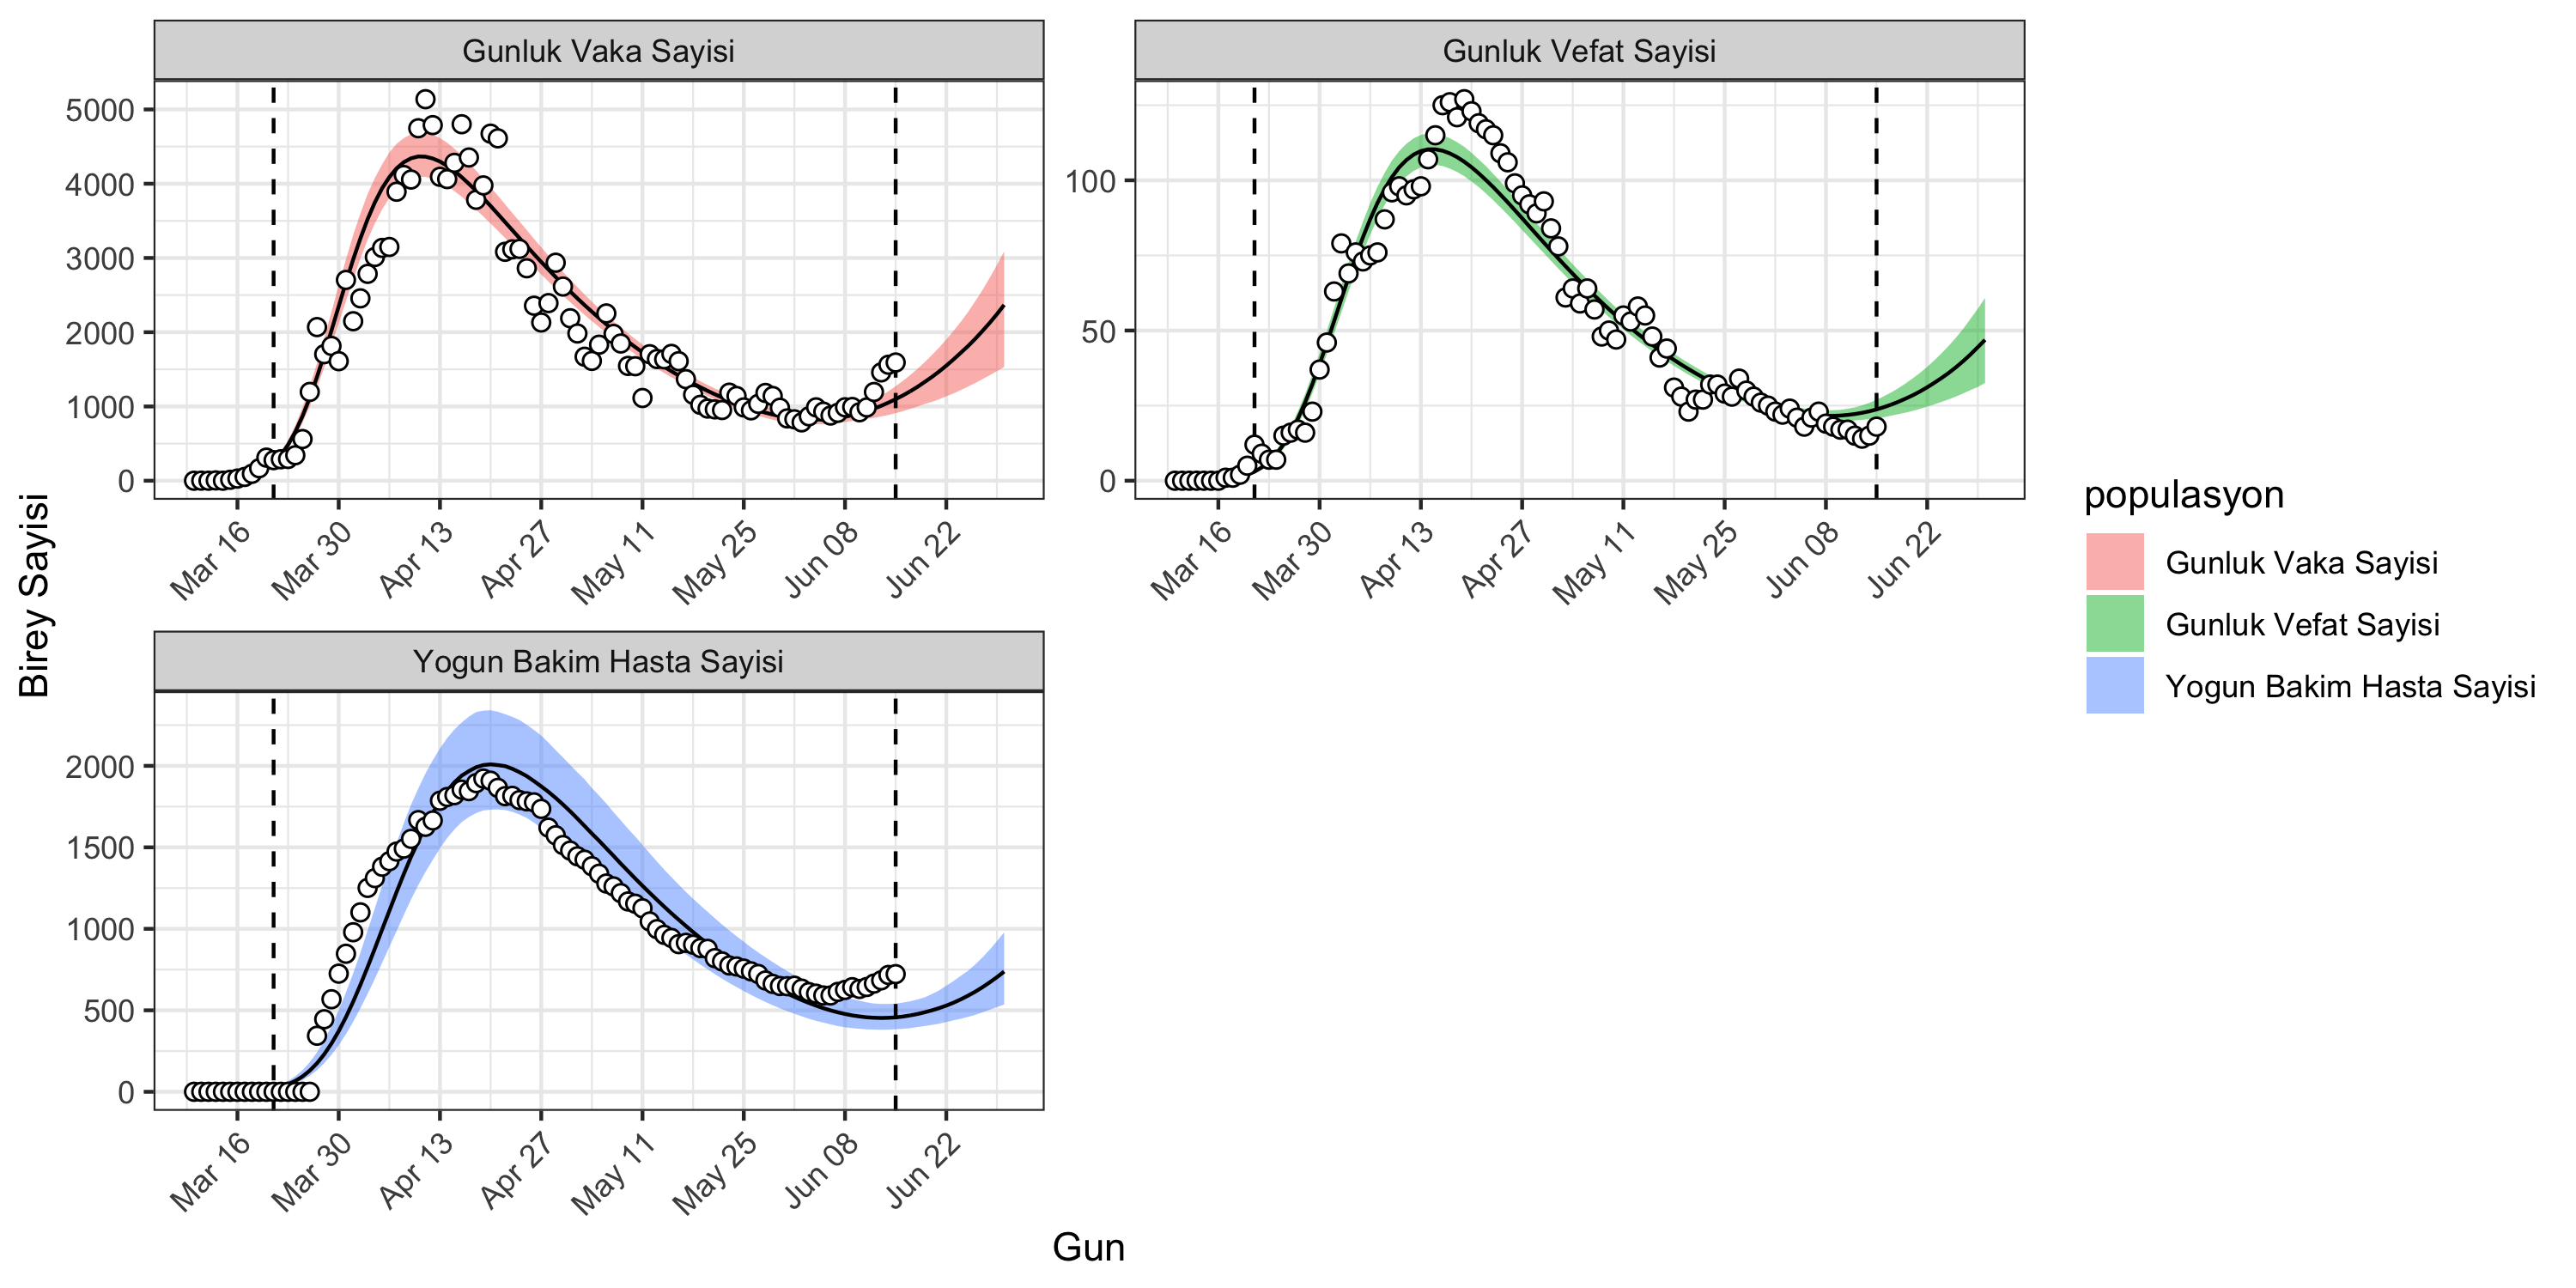 Gunluk Vaka Sayisi
Gunluk Vefat Sayisi
5000
4000
3000
2000
1000
0
100
50
0
Mar 16
Mar 30
Apr 13
Apr 27
May 11
May 25
Jun 08
Jun 22
Mar 16
Mar 30
Apr 13
Apr 27
May 11
May 25
Jun 08
Jun 22
Birey Sayisi
Yogun Bakim Hasta Sayisi
2000
1500
1000
500
0
Mar 16
Mar 30
Apr 13
Apr 27
May 11
May 25
Jun 08
Jun 22
Gun
populasyon
Gunluk Vaka Sayisi
Gunluk Vefat Sayisi
Yogun Bakim Hasta Sayisi